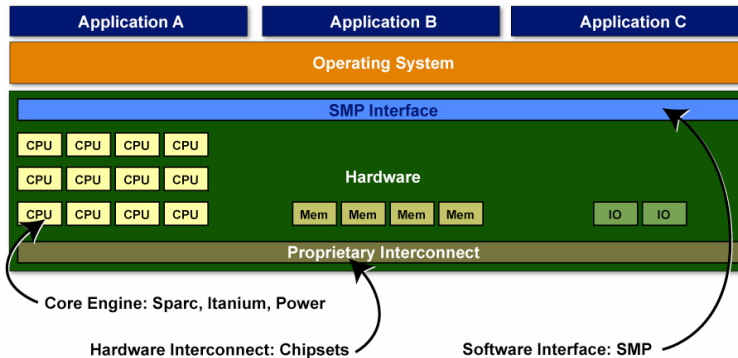 Application A Application B Application C
Operating System
SMP Interface
CPU CPU CPU CPU
CPU CPU CPU CPU
Hardware
CPU CPU CPU CPU Mem Mem Mem Mem IO IO
Proprietary Interconnect
Core Engine: Sparc, Itanium, Power
Hardware Interconnect: Chipsets Software Interface: SMP